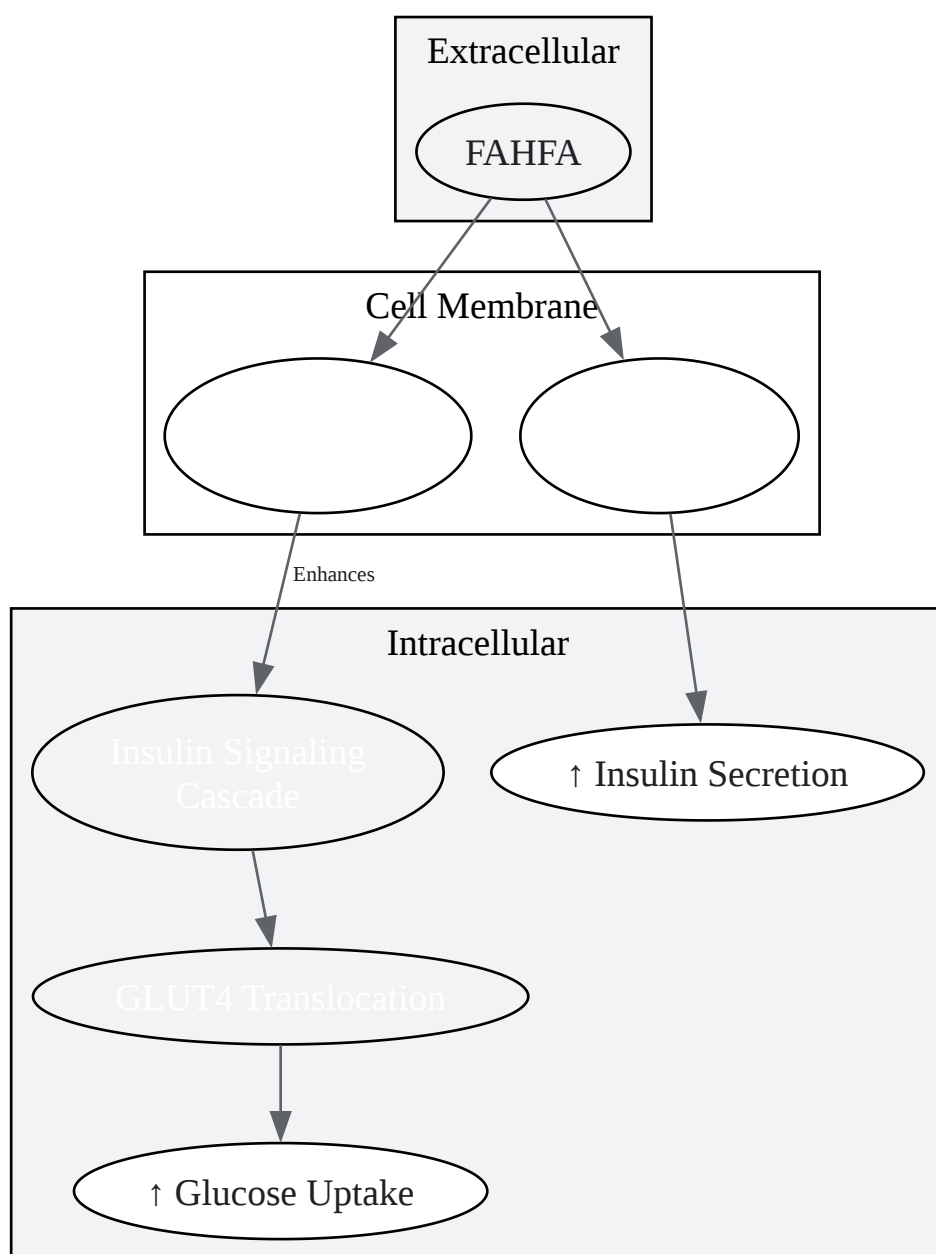 Extracellular
FAHFA
Cell Membrane
Enhances
Intracellular
Insulin Signaling
Cascade
↑ Insulin Secretion
GLUT4 Translocation
↑ Glucose Uptake